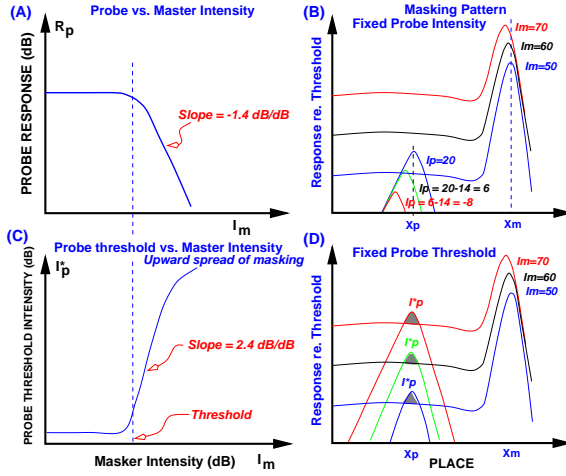 (A)
Probe vs. Master Intensity
Rp
PROBE RESPONSE (dB)
Slope = -1.4 dB/dB
Im
(B)
Masking Pattern
Fixed Probe Intensity
Im=70
Im=60
Im=50
Response re. Threshold
Ip=20
Ip = 20-14 = 6
Ip = 6-14 = -8
Xp
Xm
(C)
Probe threshold vs. Master Intensity
I*p
Upward spread of masking
PROBE THRESHOLD INTENSITY (dB)
Slope = 2.4 dB/dB
Threshold
Masker Intensity (dB)
Im
(D)
Fixed Probe Threshold
Im=70
Im=60
Im=50
Response re. Threshold
I*p
I*p
I*p
Xp
PLACE
Xm